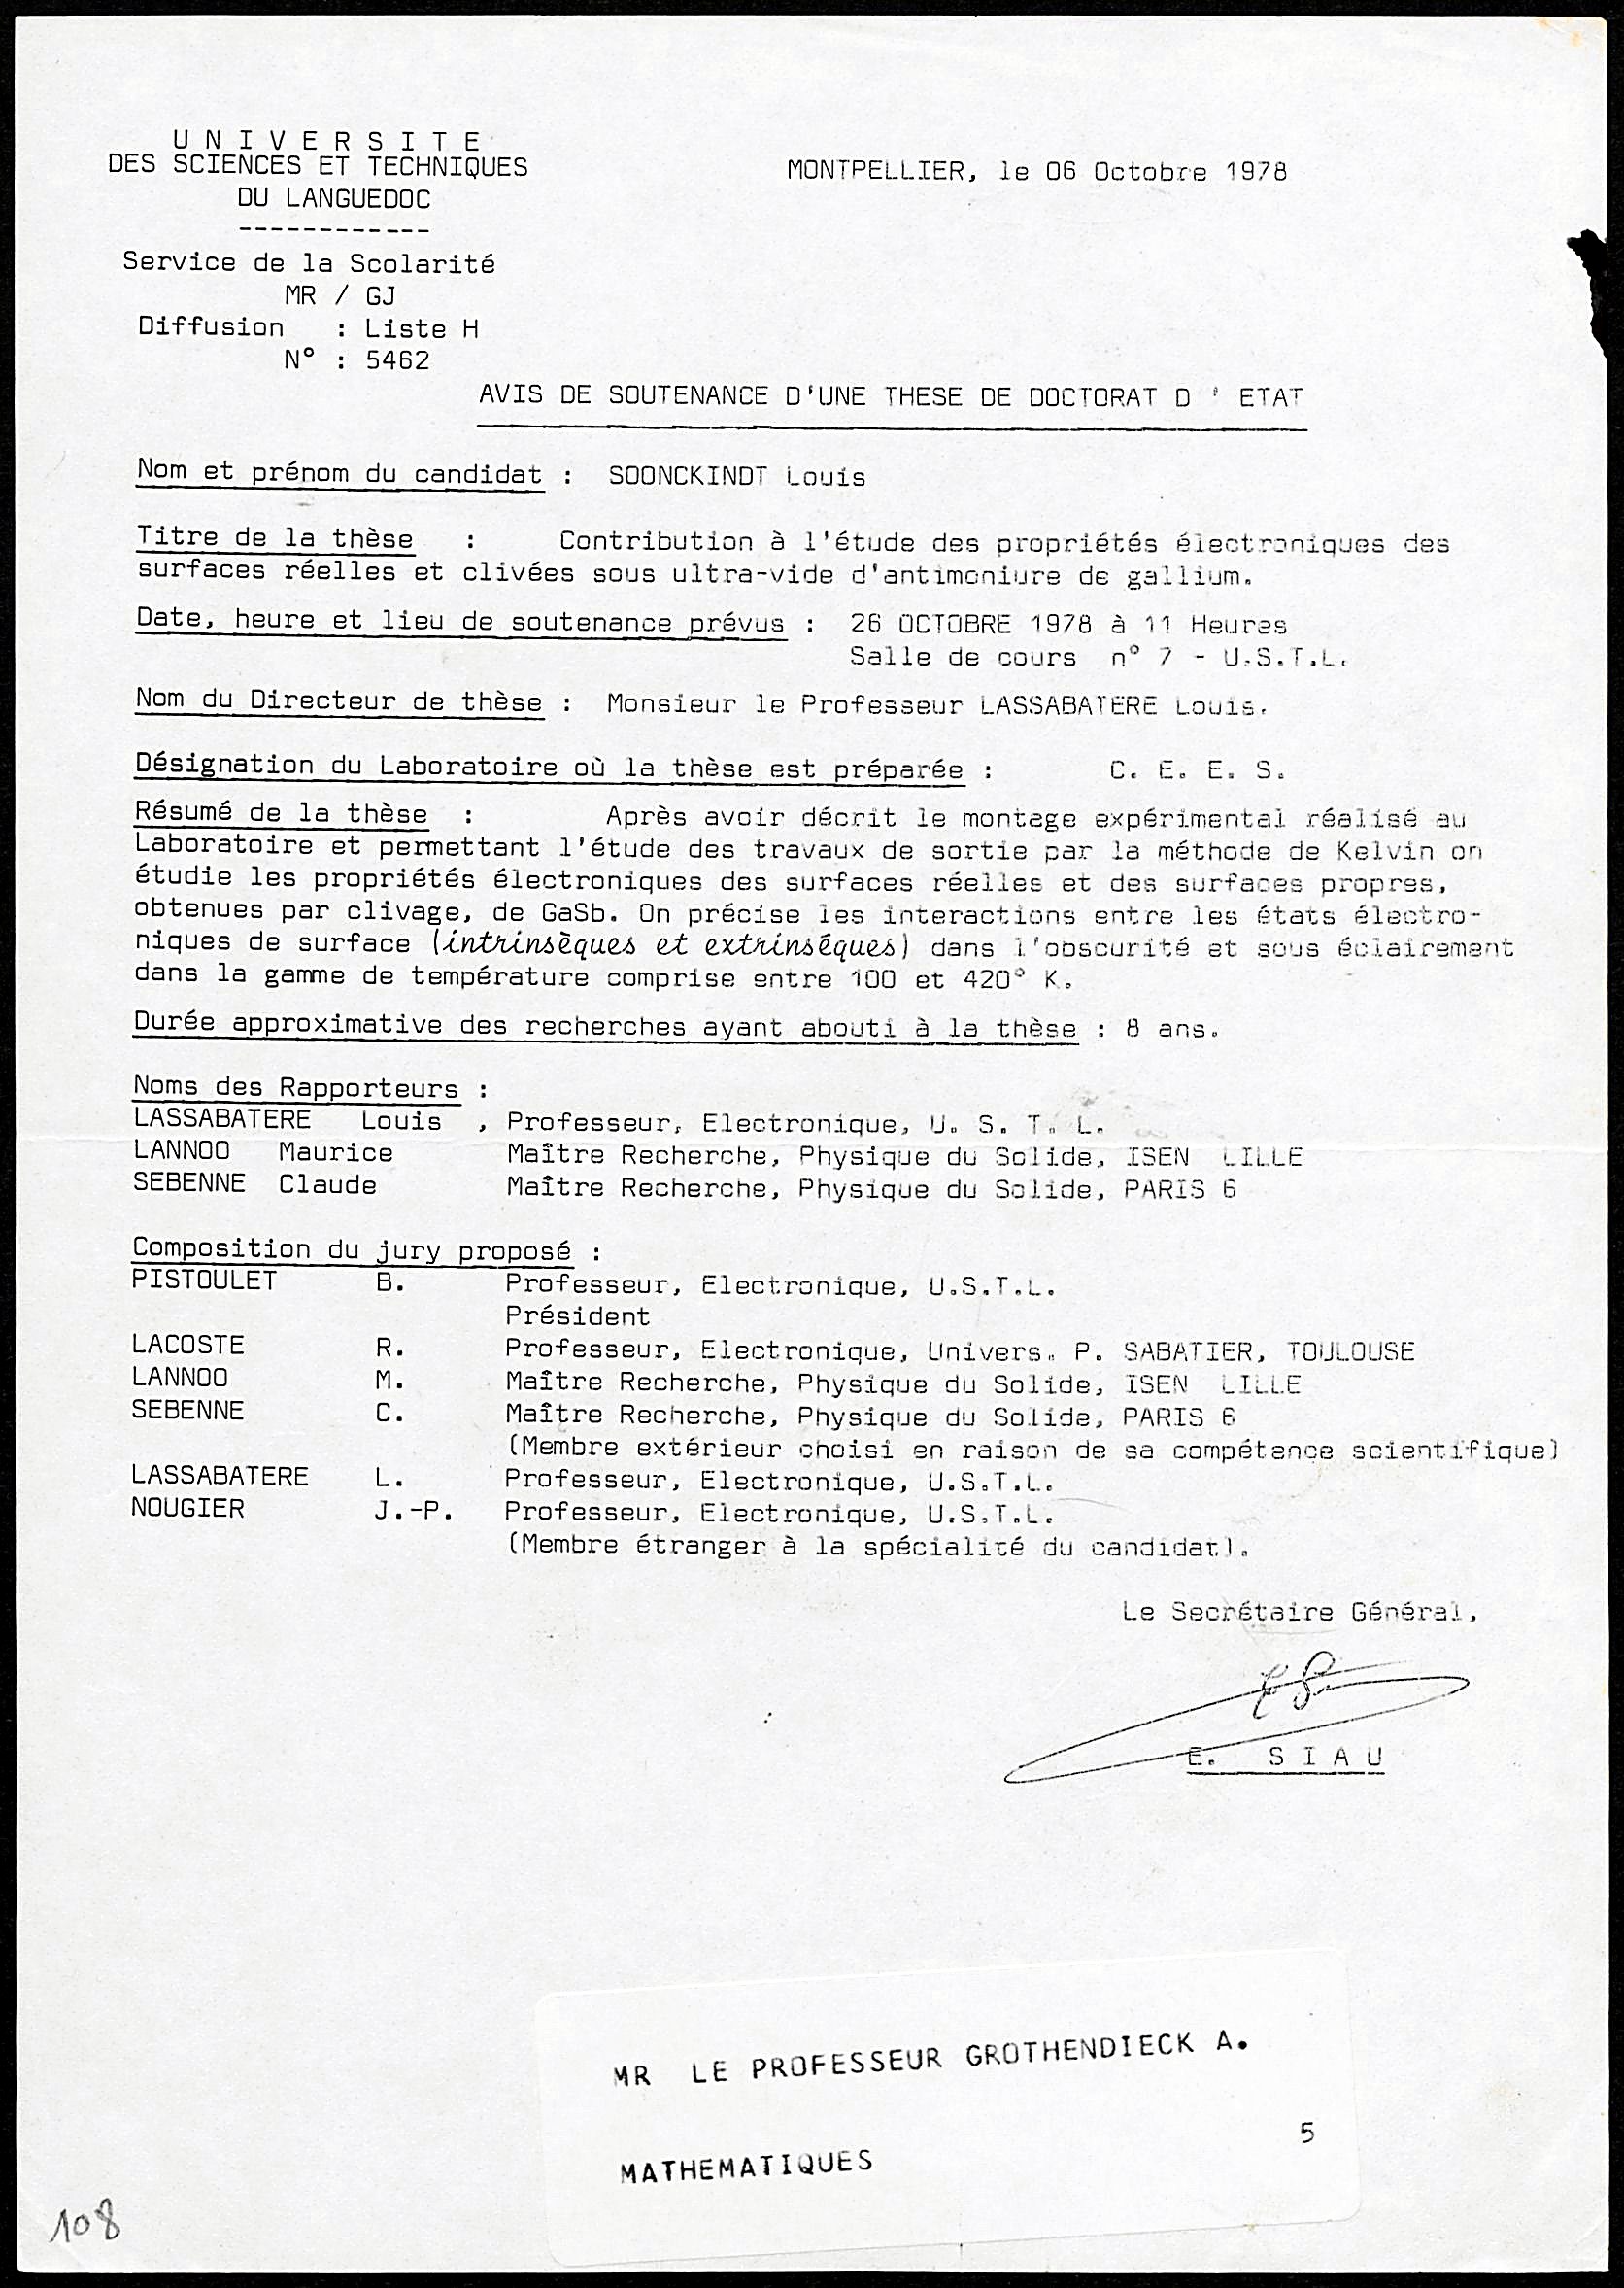 U N I V E R S I T E
DES SCIENCES ET TECHNIQUES
DU LANGUEDOC
------------
MONTPELLIER, le 06 Octobre 1978
Service de la Scolarité
MR / GJ
Diffusion : Liste H
N° : 5462
AVIS DE SOUTENANCE D'UNE THESE DE DOCTORAT D ' ETAT
Nom et prénom du candidat : SOONCKINDT Louis
Titre de la thèse : Contribution à l'étude des propriétés électroniques des
surfaces réelles et clivées sous ultra-vide d'antimoniure de gallium.
Date, heure et lieu de soutenance prévus : 26 OCTOBRE 1978 à 11 Heures
Salle de cours n° 7 - U.S.T.L.
Nom du Directeur de thèse : Monsieur le Professeur LASSABATERE Louis.
Désignation du Laboratoire où la thèse est préparée : C. E. E. S.
Résumé de la thèse : Après avoir décrit le montage expérimental réalisé au
Laboratoire et permettant l'étude des travaux de sortie par la méthode de Kelvin on
étudie les propriétés électroniques des surfaces réelles et des surfaces propres,
obtenues par clivage, de GaSb. On précise les interactions entre les états électro-
niques de surface (intrinsèques et extrinséques) dans l'obscurité et sous éclairement
dans la gamme de température comprise entre 100 et 420° K.
Durée approximative des recherches ayant abouti à la thèse : 8 ans.
Noms des Rapporteurs :
LASSABATERE Louis , Professeur, Electronique, U. S. T. L.
LANNOO Maurice Maître Recherche, Physique du Solide, ISEN LILLE
SEBENNE Claude Maître Recherche, Physique du Solide, PARIS 6
Composition du jury proposé :
PISTOULET B. Professeur, Electronique, U.S.T.L.
Président
LACOSTE R. Professeur, Electronique, Univers. P. SABATIER, TOULOUSE
LANNOO M. Maître Recherche, Physique du Solide, ISEN LILLE
SEBENNE C. Maître Recherche, Physique du Solide, PARIS 6
(Membre extérieur choisi en raison de sa compétence scientifique)
LASSABATERE L. Professeur, Electronique, U.S.T.L.
NOUGIER J.-P. Professeur, Electronique, U.S.T.L.
(Membre étranger à la spécialité du candidat).
Le Secrétaire Général,
E. S I A U
MR LE PROFESSEUR GROTHENDIECK A.
5
MATHEMATIQUES
108